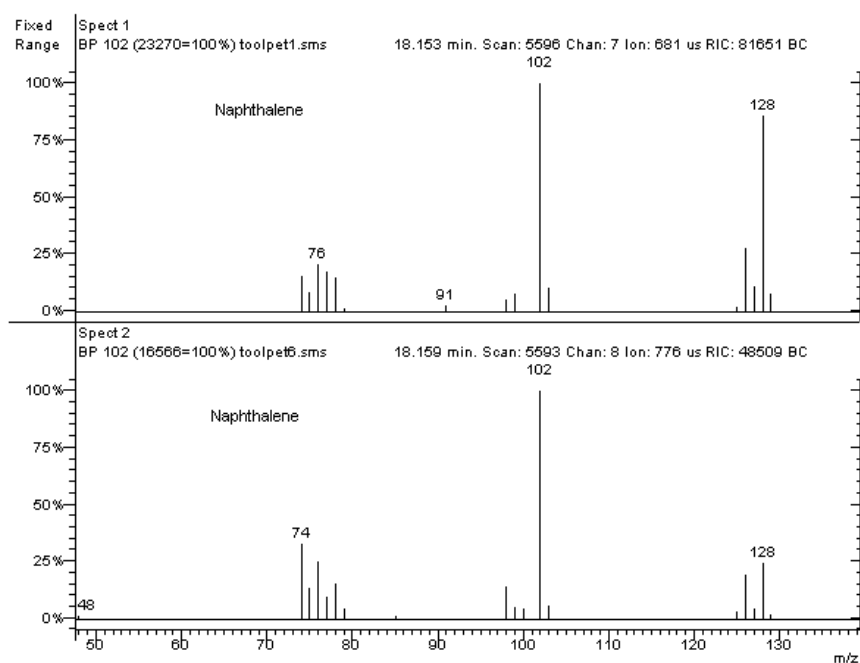 Fixed Range
Spect 1
BP 102 (23270=100%) toolpet1.sms 18.153 min. Scan: 5596 Chan: 7 Ion: 681 us RIC: 81651 BC
102
100%
Naphthalene
128
75%
50%
76
25%
91
0%
Spect 2
BP 102 (16566=100%) toolpet6.sms 18.159 min. Scan: 5593 Chan: 8 Ion: 776 us RIC: 48509 BC
102
100%
Naphthalene
75%
50%
74
128
25%
48
0%
50 60 70 80 90 100 110 120 130
m/z